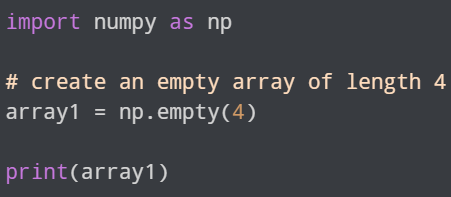 import numpy as np
# create an empty array of length 4
array1 = np.empty(4)
print(array1)